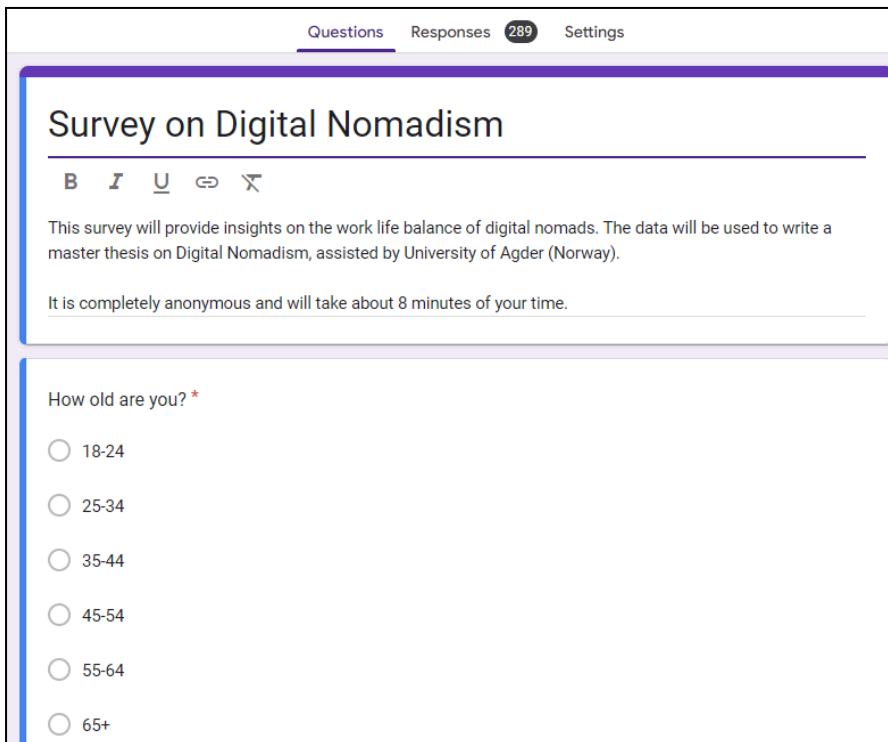 Questions Responses 289 Settings
Survey on Digital Nomadism
B I U
This survey will provide insights on the work life balance of digital nomads. The data will be used to write a
master thesis on Digital Nomadism, assisted by University of Agder (Norway).
It is completely anonymous and will take about 8 minutes of your time.
How old are you? *
18-24
25-34
35-44
45-54
55-64
65+